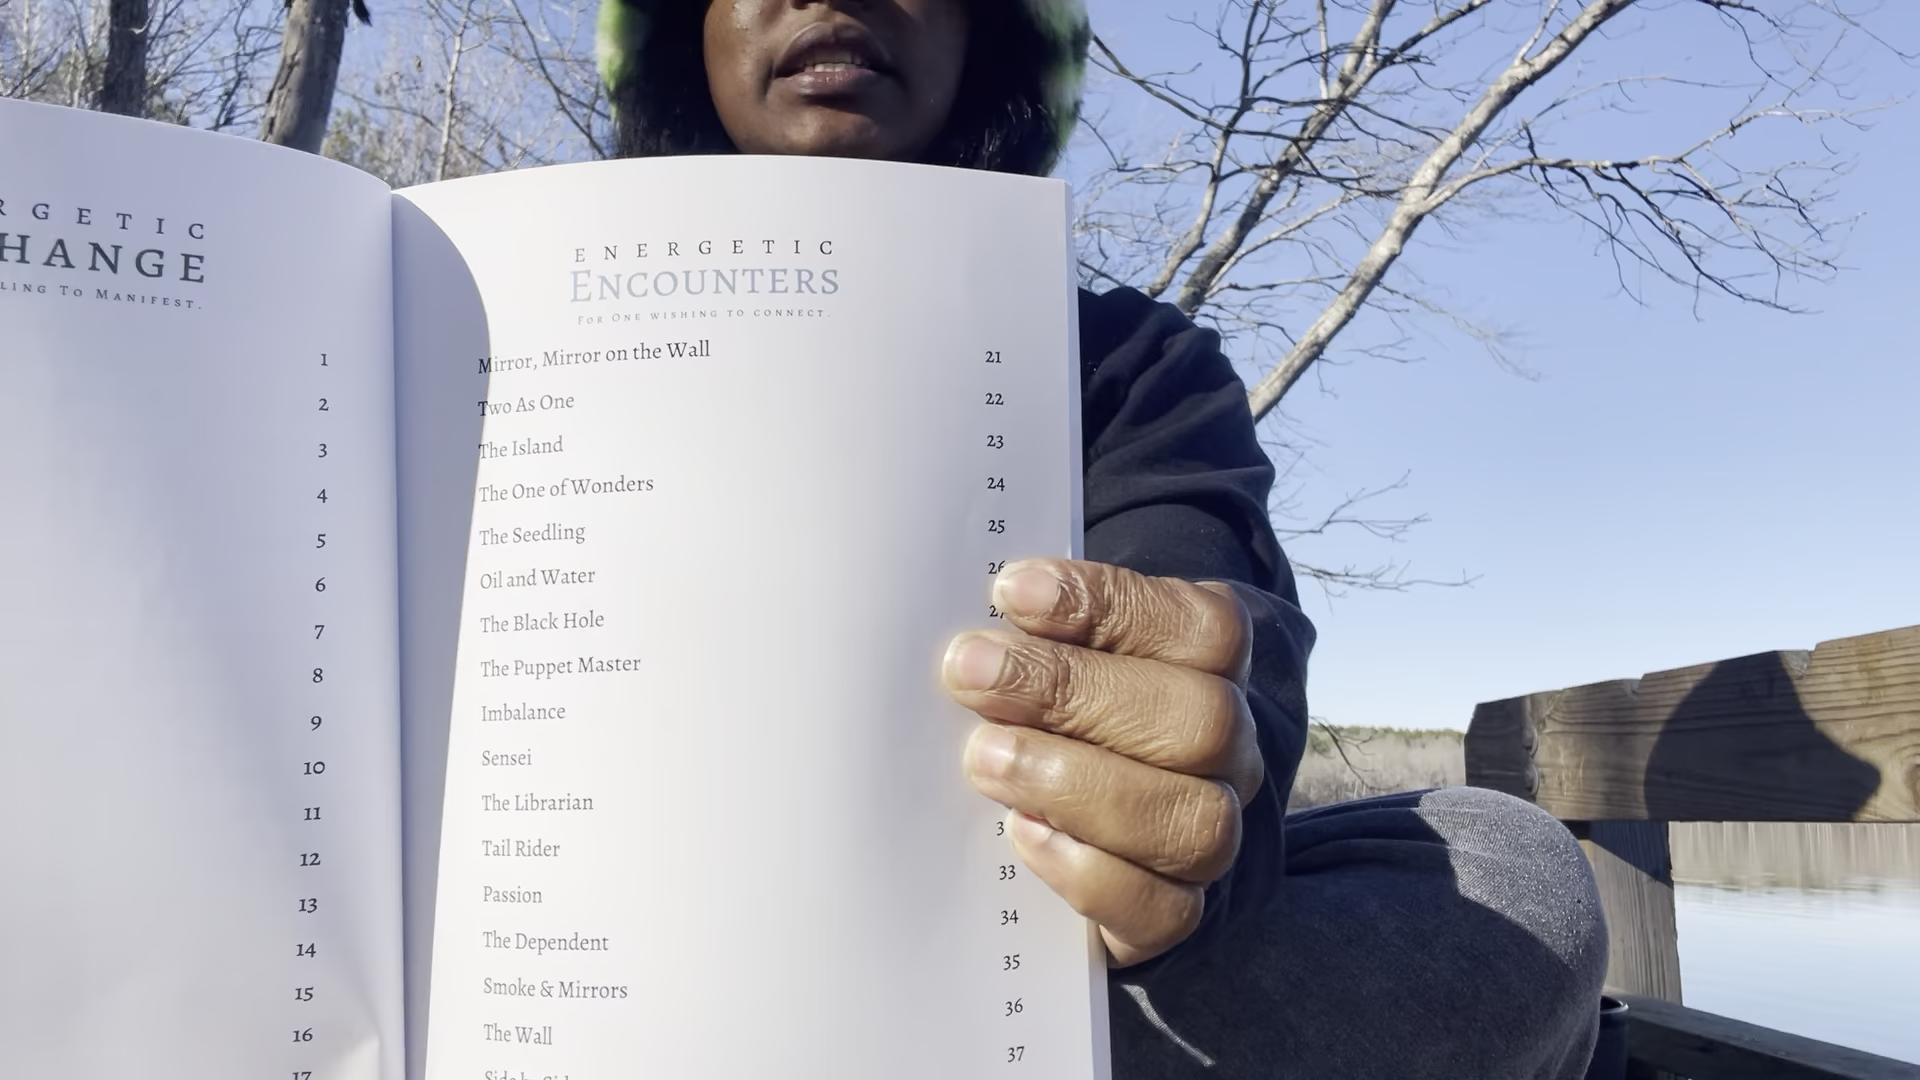 RGETIC
HANGE
LING TO MANIFEST.
1
2
3
4
5
6
7
8
9
10
11
12
13
14
15
16
17
ENERGETIC
ENCOUNTERS
FOR ONE WISHING TO CONNECT.
Mirror, Mirror on the Wall 21
Two As One 22
The Island 23
The One of Wonders 24
The Seedling 25
Oil and Water 26
The Black Hole 27
The Puppet Master
Imbalance
Sensei
The Librarian
Tail Rider 3
Passion 33
The Dependent 34
Smoke & Mirrors 35
The Wall 36
37